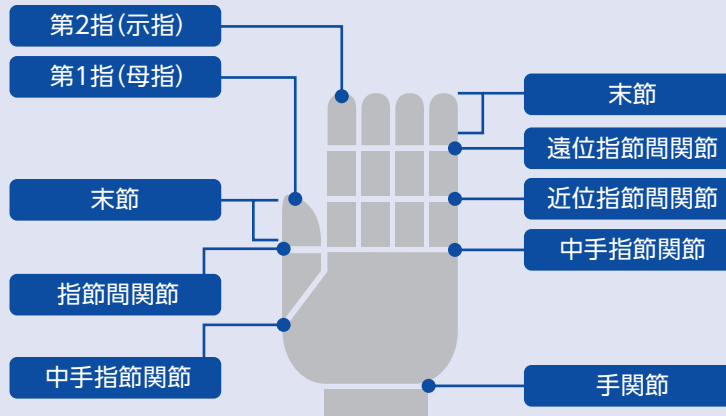 第2指(示指)
第1指(母指)
末節
指節間関節
中手指節関節
末節
遠位指節間関節
近位指節間関節
中手指節関節
手関節